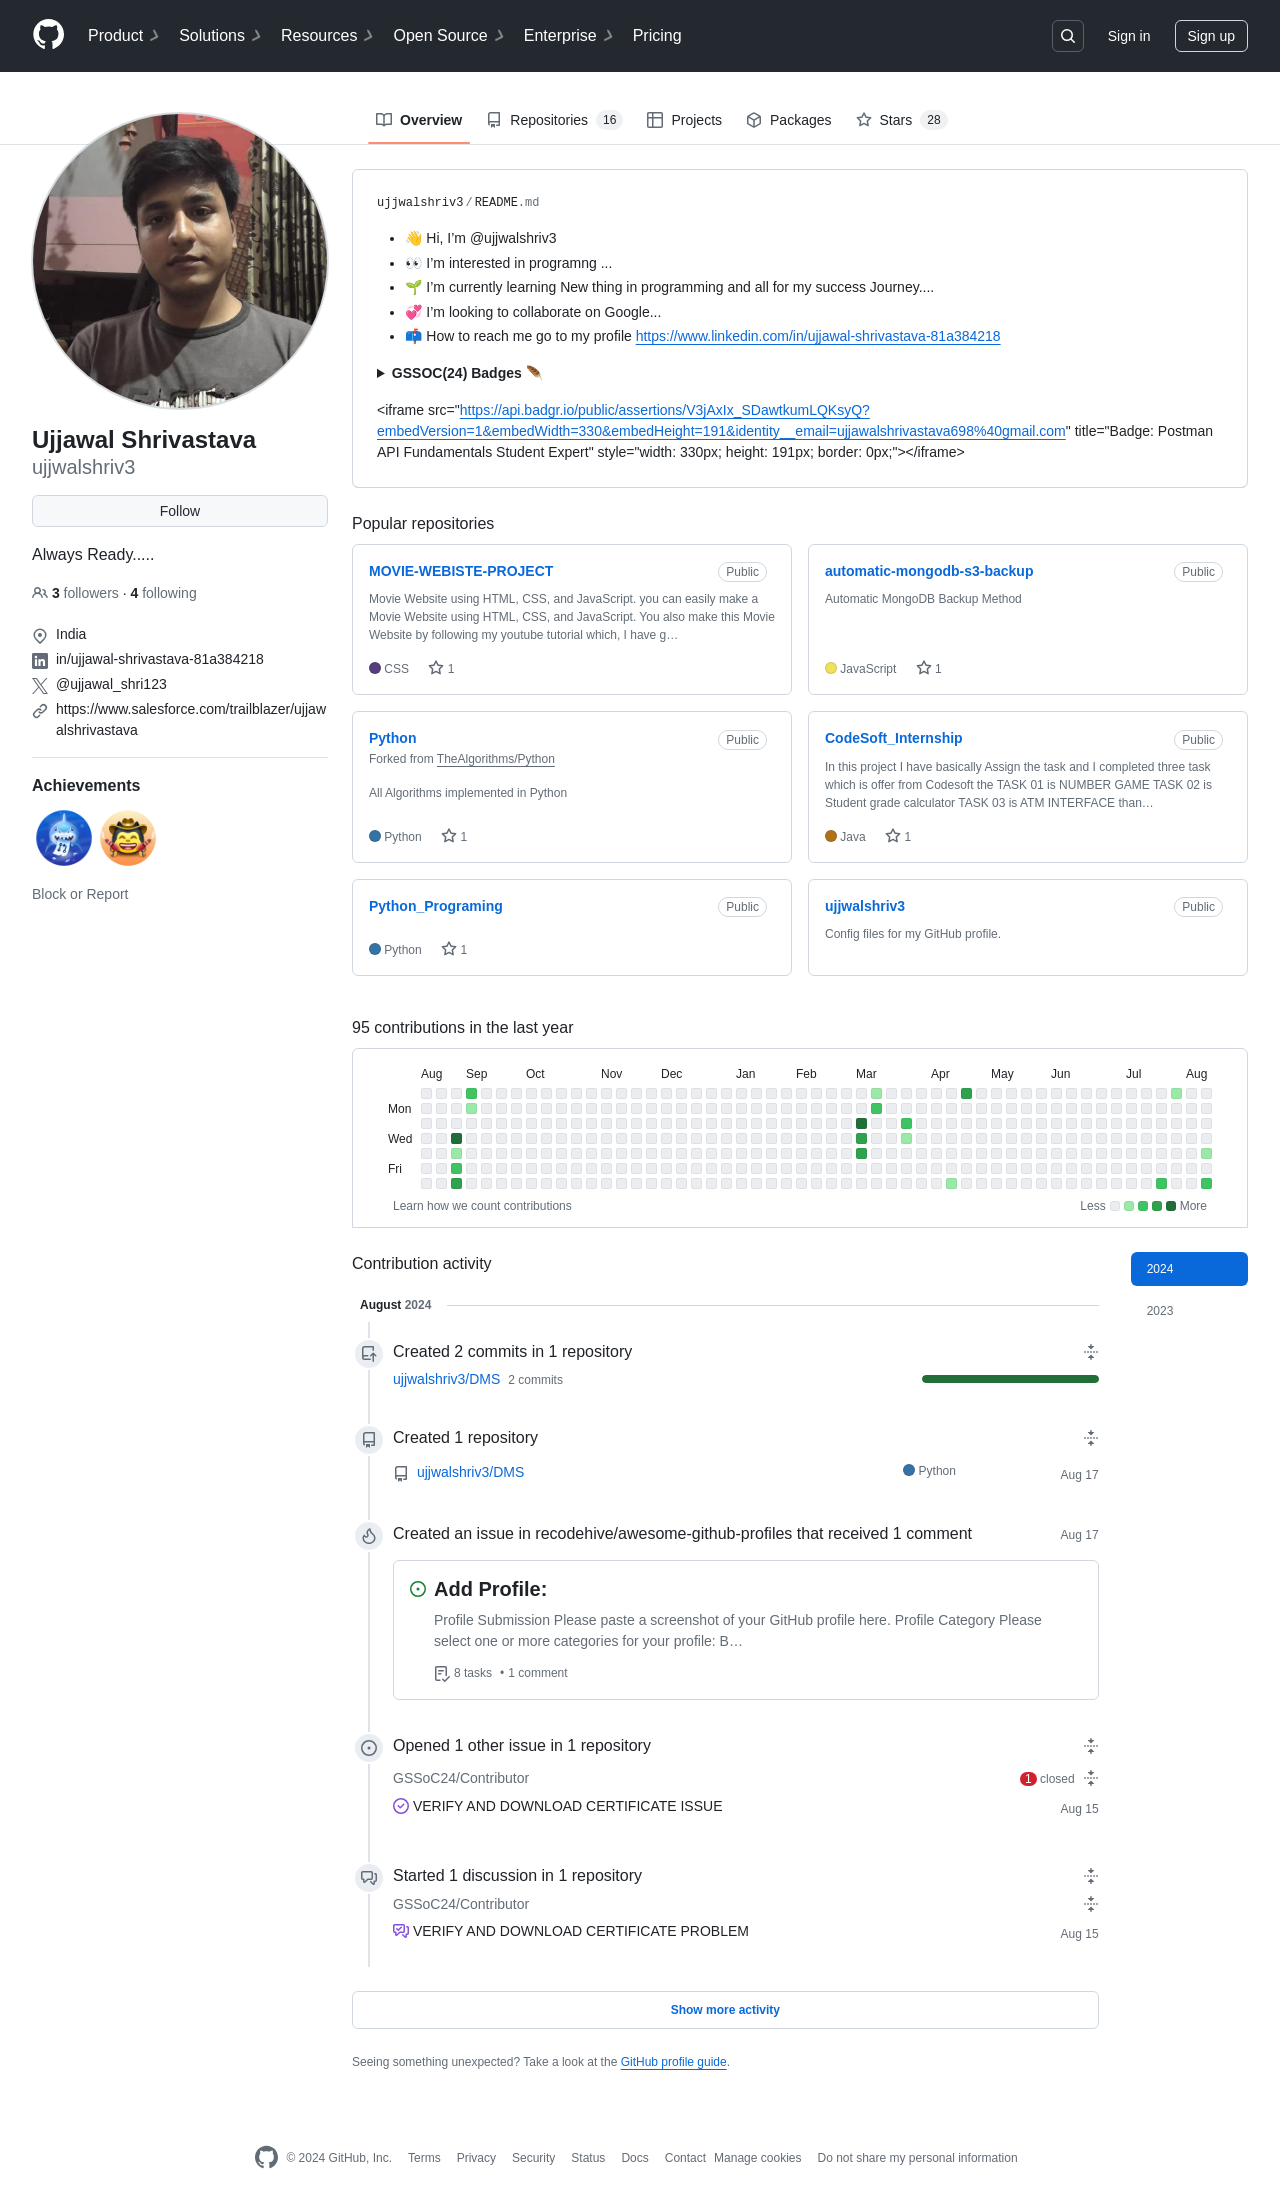 Product Solutions Resources Open Source Enterprise Pricing Sign in Sign up
Overview Repositories 16 Projects Packages Stars 28
Ujjawal Shrivastava
ujjwalshriv3
Follow
Always Ready.....
3 followers · 4 following
India
in/ujjawal-shrivastava-81a384218
@ujjawal_shri123
https://www.salesforce.com/trailblazer/ujjaw
alshrivastava
Achievements
Block or Report
ujjwalshriv3/README.md
👋 Hi, I’m @ujjwalshriv3
👀 I’m interested in programng ...
🌱 I’m currently learning New thing in programming and all for my success Journey....
💞️ I’m looking to collaborate on Google...
📫 How to reach me go to my profile https://www.linkedin.com/in/ujjawal-shrivastava-81a384218
GSSOC(24) Badges 🪶
<iframe src="https://api.badgr.io/public/assertions/V3jAxIx_SDawtkumLQKsyQ?
embedVersion=1&embedWidth=330&embedHeight=191&identity__email=ujjawalshrivastava698%40gmail.com" title="Badge: Postman
API Fundamentals Student Expert" style="width: 330px; height: 191px; border: 0px;"></iframe>
Popular repositories
MOVIE-WEBISTE-PROJECT Public
Movie Website using HTML, CSS, and JavaScript. you can easily make a
Movie Website using HTML, CSS, and JavaScript. You also make this Movie
Website by following my youtube tutorial which, I have g…
CSS 1
automatic-mongodb-s3-backup Public
Automatic MongoDB Backup Method
JavaScript 1
Python Public
Forked from TheAlgorithms/Python
All Algorithms implemented in Python
Python 1
CodeSoft_Internship Public
In this project I have basically Assign the task and I completed three task
which is offer from Codesoft the TASK 01 is NUMBER GAME TASK 02 is
Student grade calculator TASK 03 is ATM INTERFACE than…
Java 1
Python_Programing Public
Python 1
ujjwalshriv3 Public
Config files for my GitHub profile.
95 contributions in the last year
Aug Sep Oct Nov Dec Jan Feb Mar Apr May Jun Jul Aug
Mon
Wed
Fri
Learn how we count contributions Less More
Contribution activity
2024
2023
August 2024
Created 2 commits in 1 repository
ujjwalshriv3/DMS 2 commits
Created 1 repository
ujjwalshriv3/DMS Python Aug 17
Created an issue in recodehive/awesome-github-profiles that received 1 comment Aug 17
Add Profile:
Profile Submission Please paste a screenshot of your GitHub profile here. Profile Category Please
select one or more categories for your profile: B…
8 tasks • 1 comment
Opened 1 other issue in 1 repository
GSSoC24/Contributor 1 closed
VERIFY AND DOWNLOAD CERTIFICATE ISSUE Aug 15
Started 1 discussion in 1 repository
GSSoC24/Contributor
VERIFY AND DOWNLOAD CERTIFICATE PROBLEM Aug 15
Show more activity
Seeing something unexpected? Take a look at the GitHub profile guide.
© 2024 GitHub, Inc. Terms Privacy Security Status Docs Contact Manage cookies Do not share my personal information